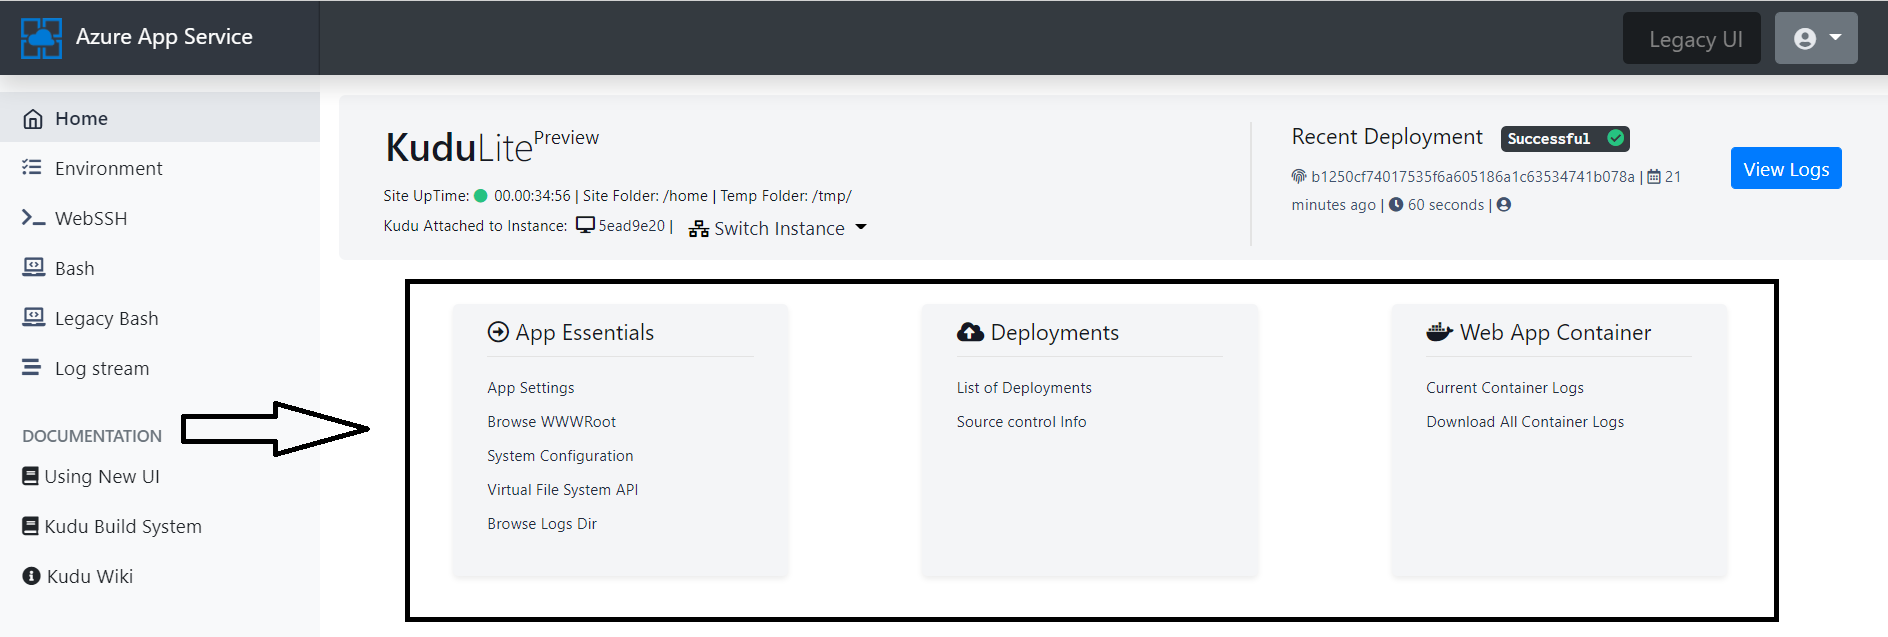 Azure App Service
Legacy UI
Home
Environment
WebSSH
Bash
Legacy Bash
Log stream
DOCUMENTATION
Using New UI
Kudu Build System
Kudu Wiki
KuduLite Preview
Site UpTime: 00.00:34:56 | Site Folder: /home | Temp Folder: /tmp/
Kudu Attached to Instance: 5ead9e20 | Switch Instance
Recent Deployment Successful
b1250cf74017535f6a605186a1c63534741b078a | 21
minutes ago | 60 seconds |
View Logs
App Essentials
App Settings
Browse WWWRoot
System Configuration
Virtual File System API
Browse Logs Dir
Deployments
List of Deployments
Source control Info
Web App Container
Current Container Logs
Download All Container Logs